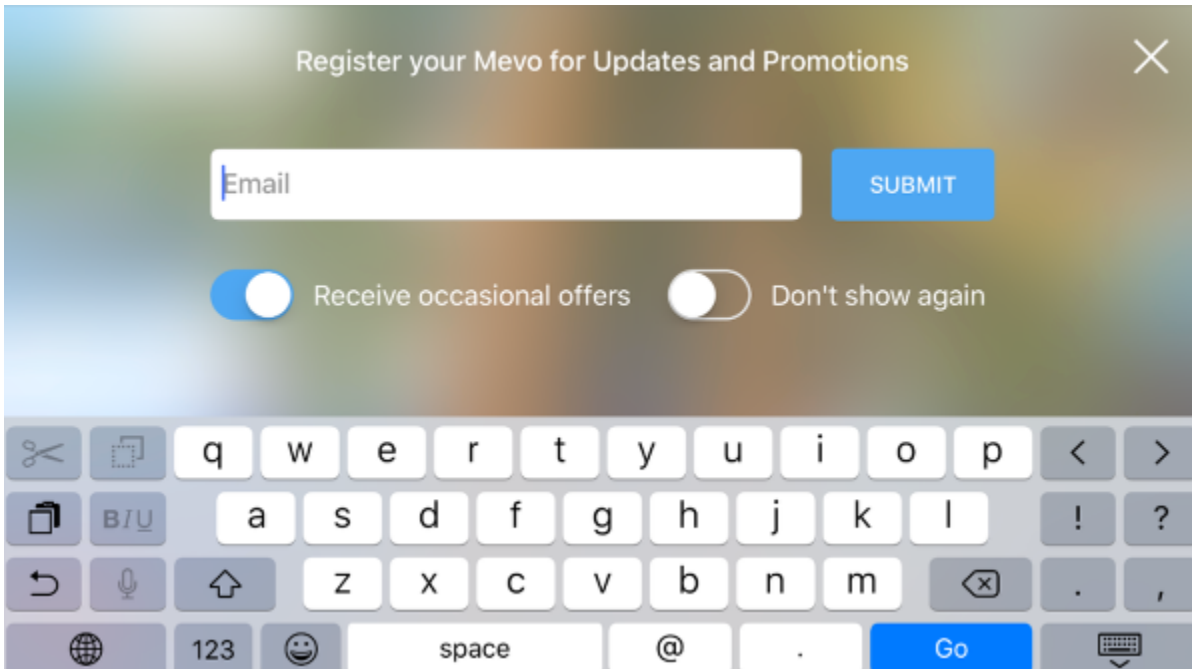 Register your Mevo for Updates and Promotions
Email
SUBMIT
Receive occasional offers
Don't show again
q w e r t y u i o p < >
B I U a s d f g h j k l ! ?
z x c v b n m . ,
123 space @ . Go